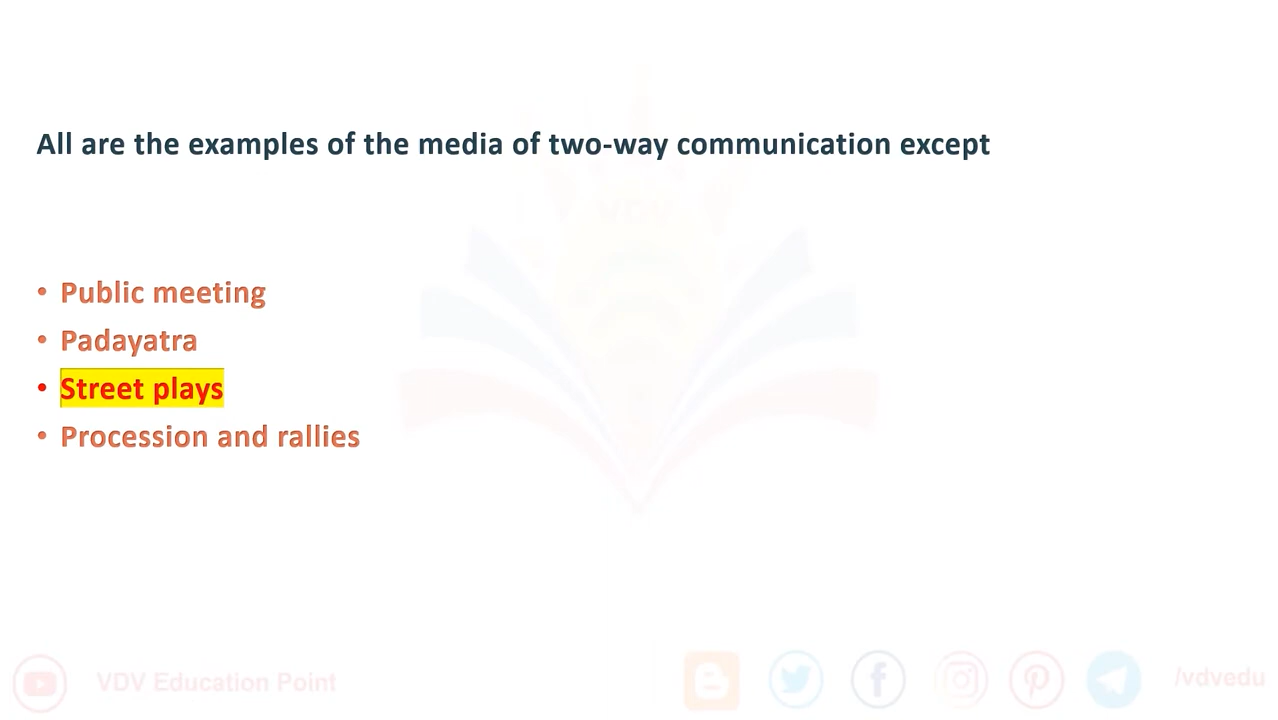 All are the examples of the media of two-way communication except
VDV
• Public meeting
• Padayatra
• Street plays
• Procession and rallies
VDV Education Point
/vdvedu